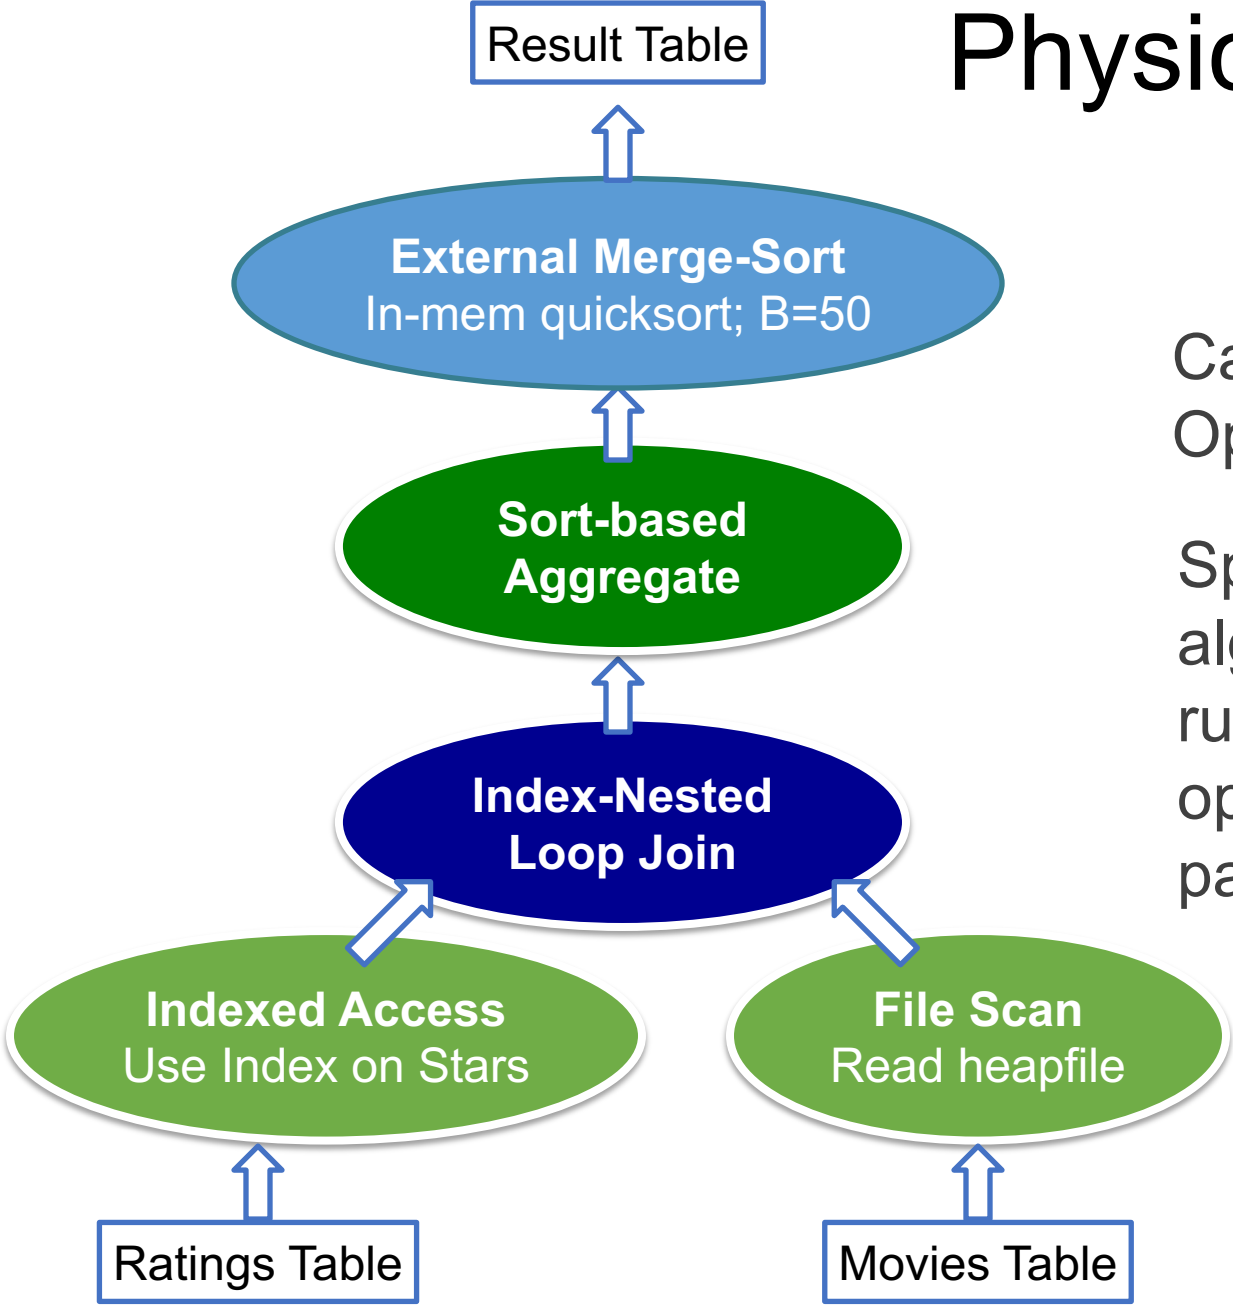 Result Table
External Merge-Sort
In-mem quicksort; B=50
Sort-based
Aggregate
Index-Nested
Loop Join
Indexed Access
Use Index on Stars
File Scan
Read heapfile
Ratings Table
Movies Table